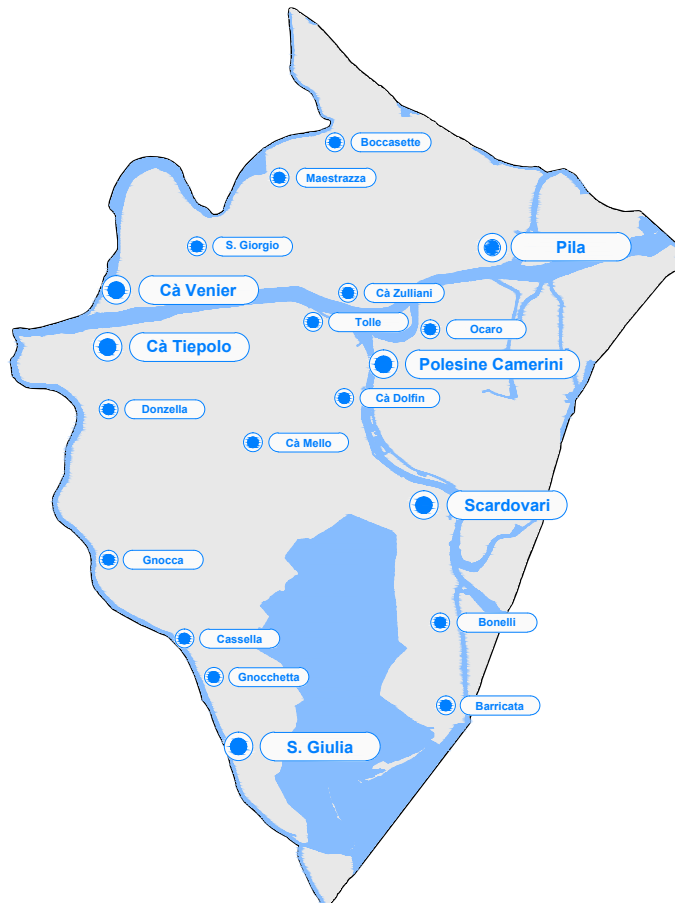 Boccasette
Maestrazza
S. Giorgio
Pila
Cà Venier
Cà Zulliani
Tolle
Ocaro
Cà Tiepolo
Polesine Camerini
Cà Dolfin
Donzella
Cà Mello
Scardovari
Gnocca
Bonelli
Cassella
Gnocchetta
Barricata
S. Giulia